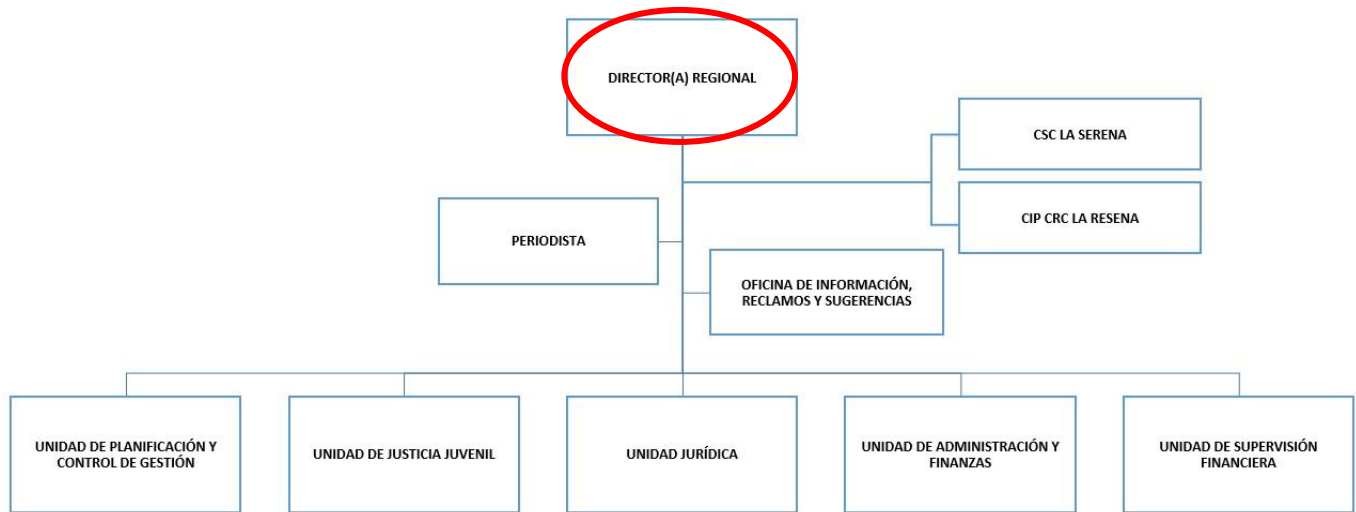 DIRECTOR(A) REGIONAL
CSC LA SERENA
CIP CRC LA RESENA
PERIODISTA
OFICINA DE INFORMACIÓN,
RECLAMOS Y SUGERENCIAS
UNIDAD DE PLANIFICACIÓN Y
CONTROL DE GESTIÓN
UNIDAD DE JUSTICIA JUVENIL
UNIDAD JURÍDICA
UNIDAD DE ADMINISTRACIÓN Y
FINANZAS
UNIDAD DE SUPERVISIÓN
FINANCIERA